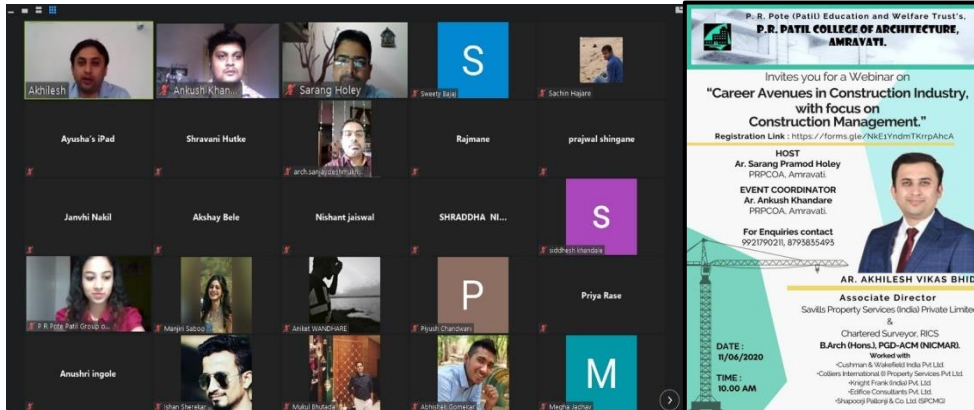 Akhilesh
Ankush Khan...
Sarang Holey
S
Sweety Bajaj
Sachin Hajare
Ayusha's iPad
Shravani Hutke
arch.sanjaydeshmukh...
Rajmane
prajwal shingane
Janvhi Nakil
Akshay Bele
Nishant jaiswal
SHRADDHA NI...
S
siddhesh khandale
P R Pote Patil Group o...
Manjiri Saboo
Aniket WANDHARE
P
Piyush Chandwani
Priya Rase
Anushri ingole
Ishan Sherekar
Mukul Bhutada
Abhishek Gomekar
M
Megha Jadhav
P. R. Pote (Patil) Education and Welfare Trust's,
P.R. PATIL COLLEGE OF ARCHITECTURE,
AMRAVATI.
Invites you for a Webinar on
“Career Avenues in Construction Industry,
with focus on
Construction Management.”
Registration Link : https://forms.gle/NkE1YndmTKrrpAhcA
HOST
Ar. Sarang Pramod Holey
PRPCOA, Amravati.
EVENT COORDINATOR
Ar. Ankush Khandare
PRPCOA, Amravati.
For Enquiries contact
9921790211, 8793835493
AR. AKHILESH VIKAS BHID
Associate Director
Savills Property Services (India) Private Limite
&
Chartered Surveyor, RICS
B.Arch (Hons.), PGD-ACM (NICMAR).
Worked with
•Cushman & Wakefield India Pvt Ltd.
•Colliers International (I) Property Services Pvt Ltd.
•Knight Frank (India) Pvt. Ltd.
•Edifice Consultants Pvt. Ltd.
•Shapoorji Pallonji & Co. Ltd. (SPCMG)
DATE :
11/06/2020
TIME :
10.00 AM